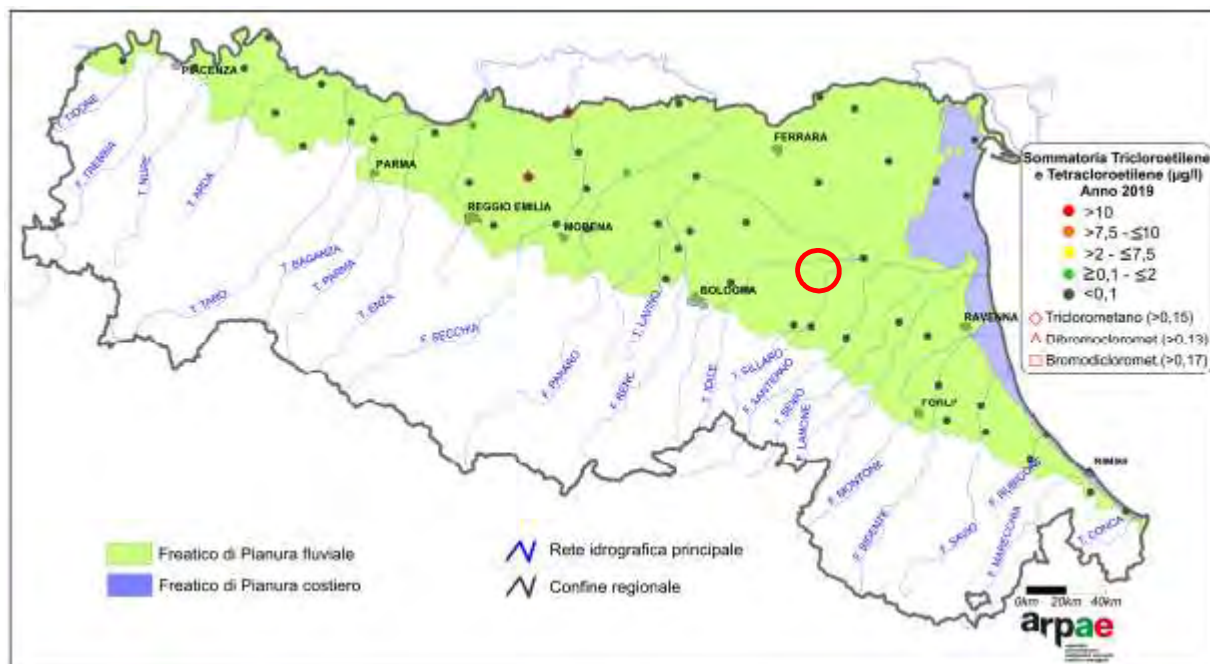 PIACENZA
T. TIDONE
F. TREBBIA
T. NURE
T. ARDA
PARMA
FERRARA
REGGIO EMILIA
MODENA
T. TARO
T. BAGANZA
T. PARMA
T. ENZA
F. SECCHIA
F. PANARO
T. LAVINO
F. RENO
BOLOGNA
T. IDICE
T. SILLARO
F. SANTERNO
T. SENIO
F. LAMONE
RAVENNA
FORLI'
F. MONTONE
F. BIDENTE
F. SAVIO
F. RUBICONE
F. MARECCHIA
RIMINI
T. CONCA
Sommatoria Tricloroetilene
e Tetracloroetilene (µg/l)
Anno 2019
>10
>7,5 - ≤10
>2 - ≤7,5
≥0,1 - ≤2
<0,1
Triclorometano (>0,15)
Dibromocloromet. (>0,13)
Bromodicloromet. (>0,17)
Freatico di Pianura fluviale
Freatico di Pianura costiero
Rete idrografica principale
Confine regionale
0km 20km 40km
arpae